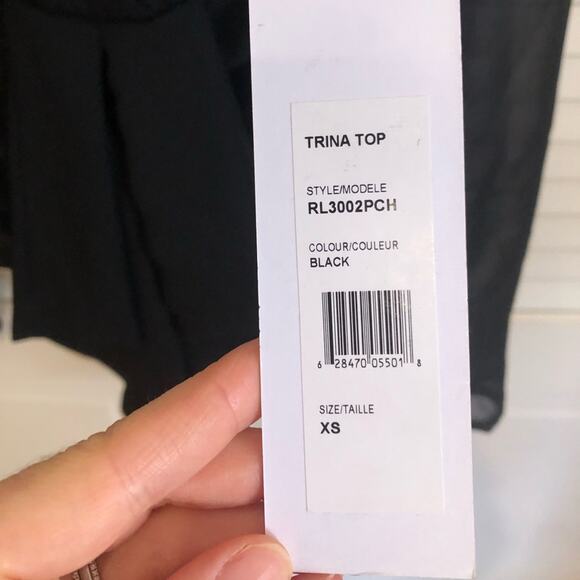 TRINA TOP
STYLE/MODELE
RL3002PCH
COLOUR/COULEUR
BLACK
6 28470 05501 8
SIZE/TAILLE
XS